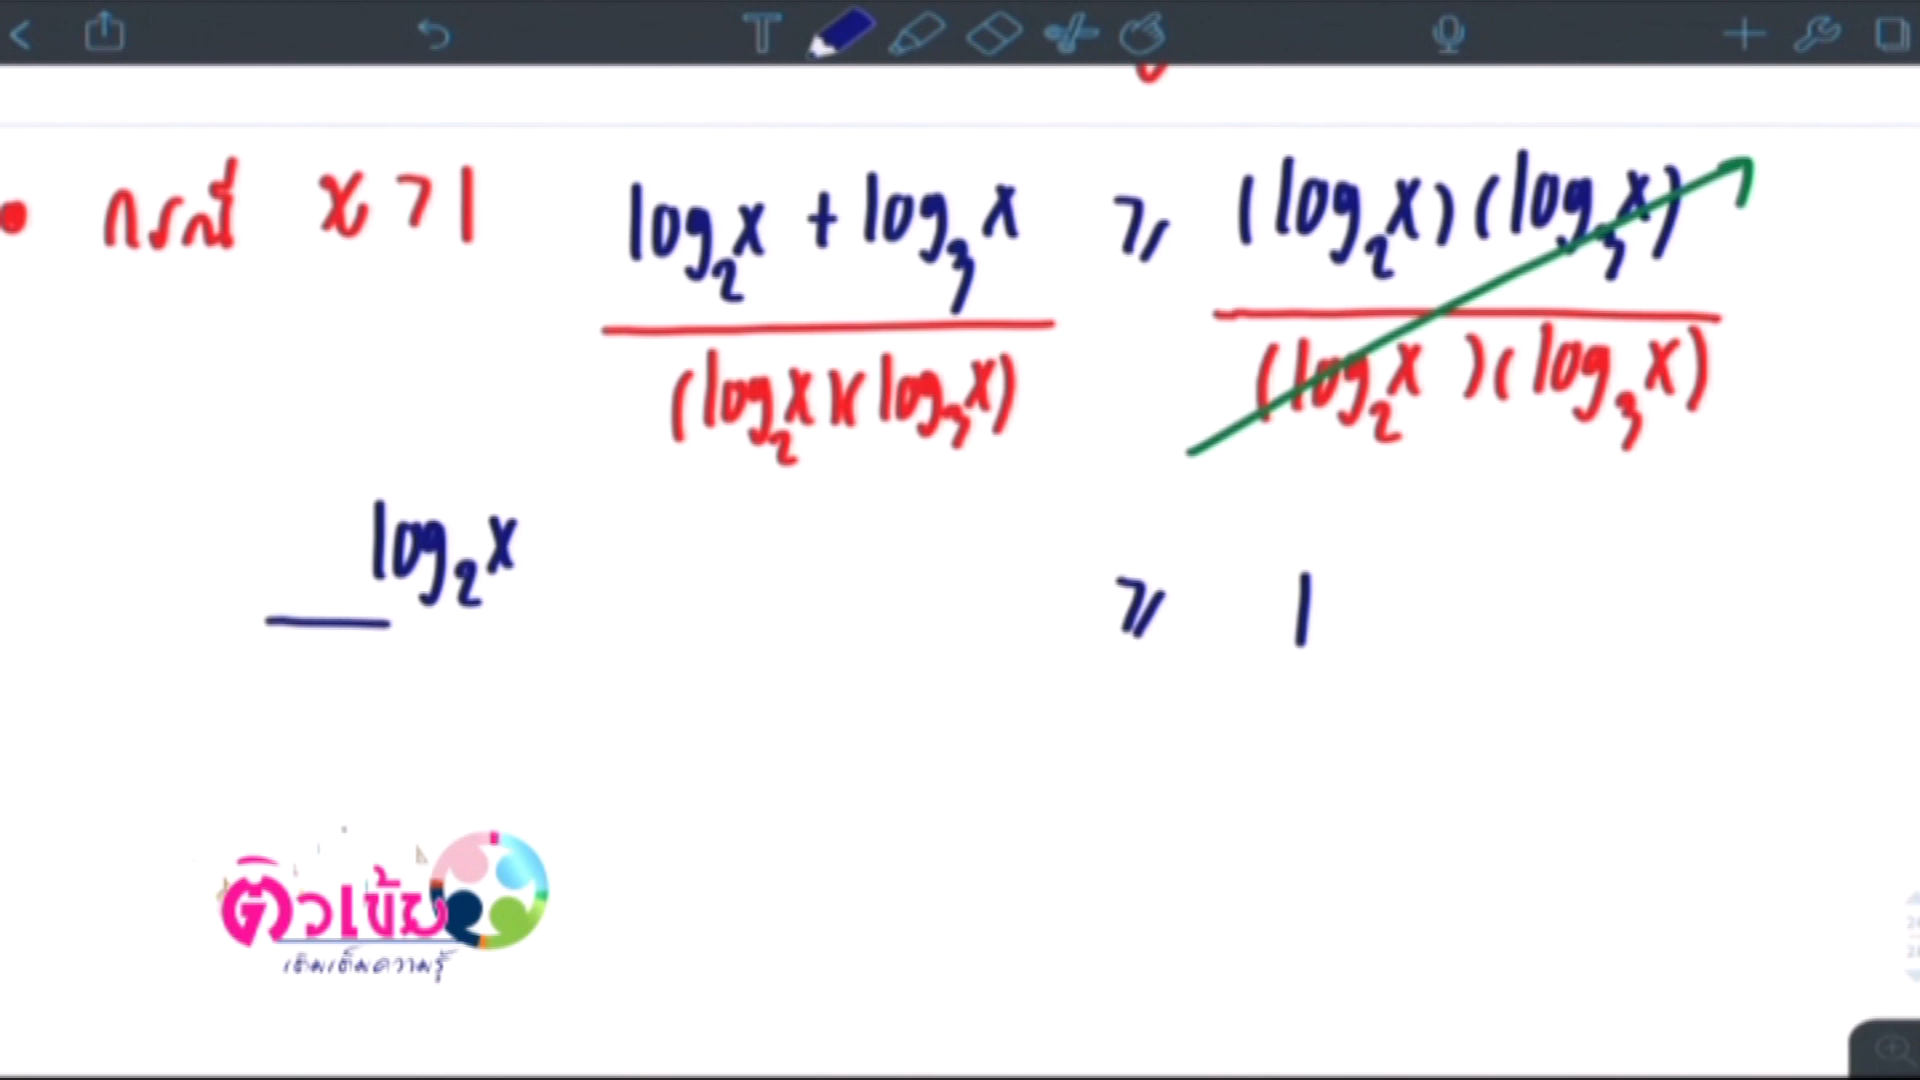 กรณี x > 1 log₂x + log₃x ⩾ (log₂x)(log₃x)
(log₂x)(log₃x) (log₂x)(log₃x)
log₂x ⩾ 1
ติวเข้ม
เติมเต็มความรู้